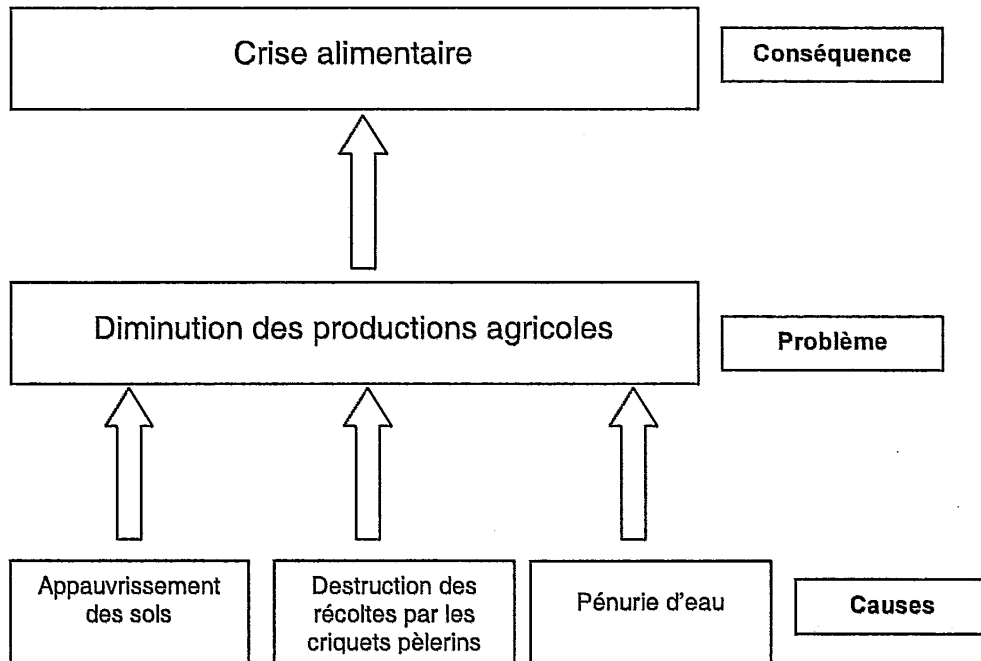 Crise alimentaire
Conséquence
Diminution des productions agricoles
Problème
Appauvrissement
des sols
Destruction des
récoltes par les
criquets pèlerins
Pénurie d'eau
Causes